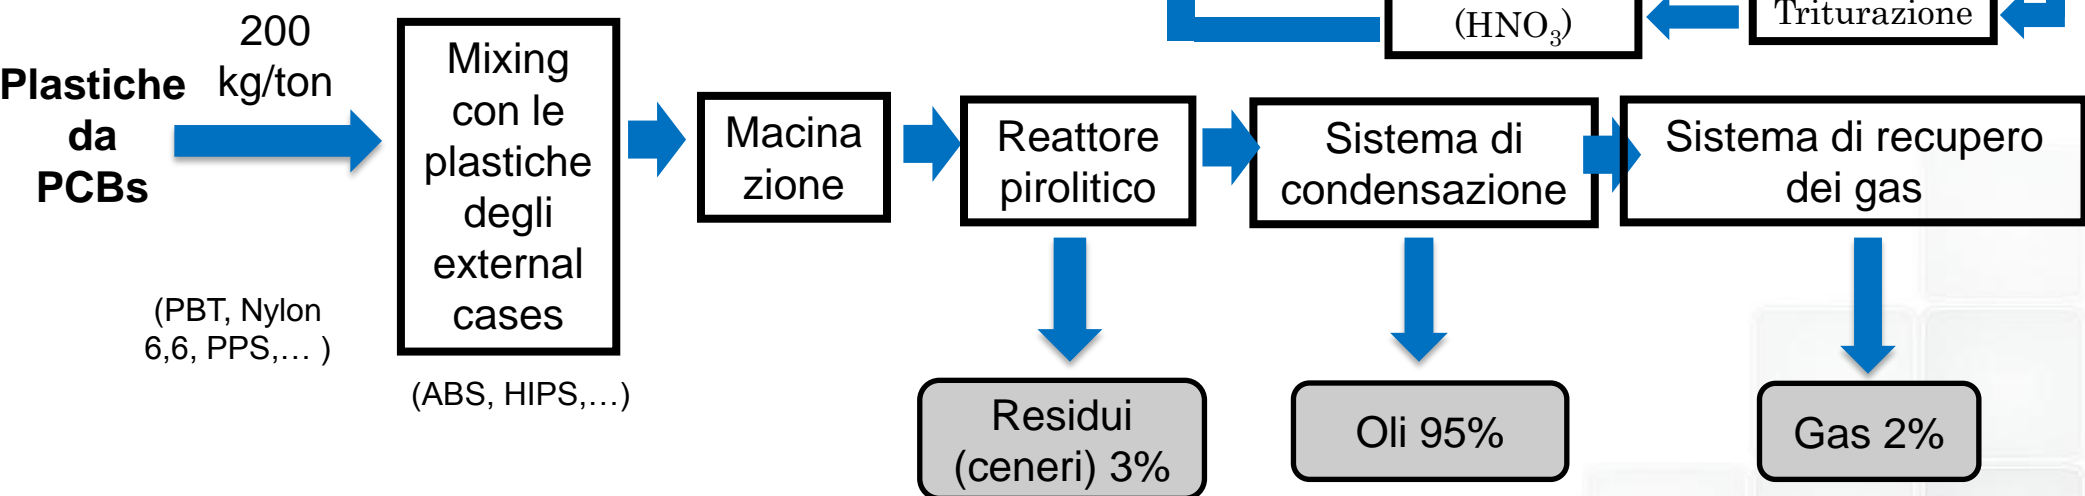 (HNO₃)
Triturazione
200
kg/ton
Plastiche
da
PCBs
(PBT, Nylon
6,6, PPS,… )
Mixing
con le
plastiche
degli
external
cases
(ABS, HIPS,…)
Macina
zione
Reattore
pirolitico
Sistema di
condensazione
Sistema di recupero
dei gas
Residui
(ceneri) 3%
Oli 95%
Gas 2%